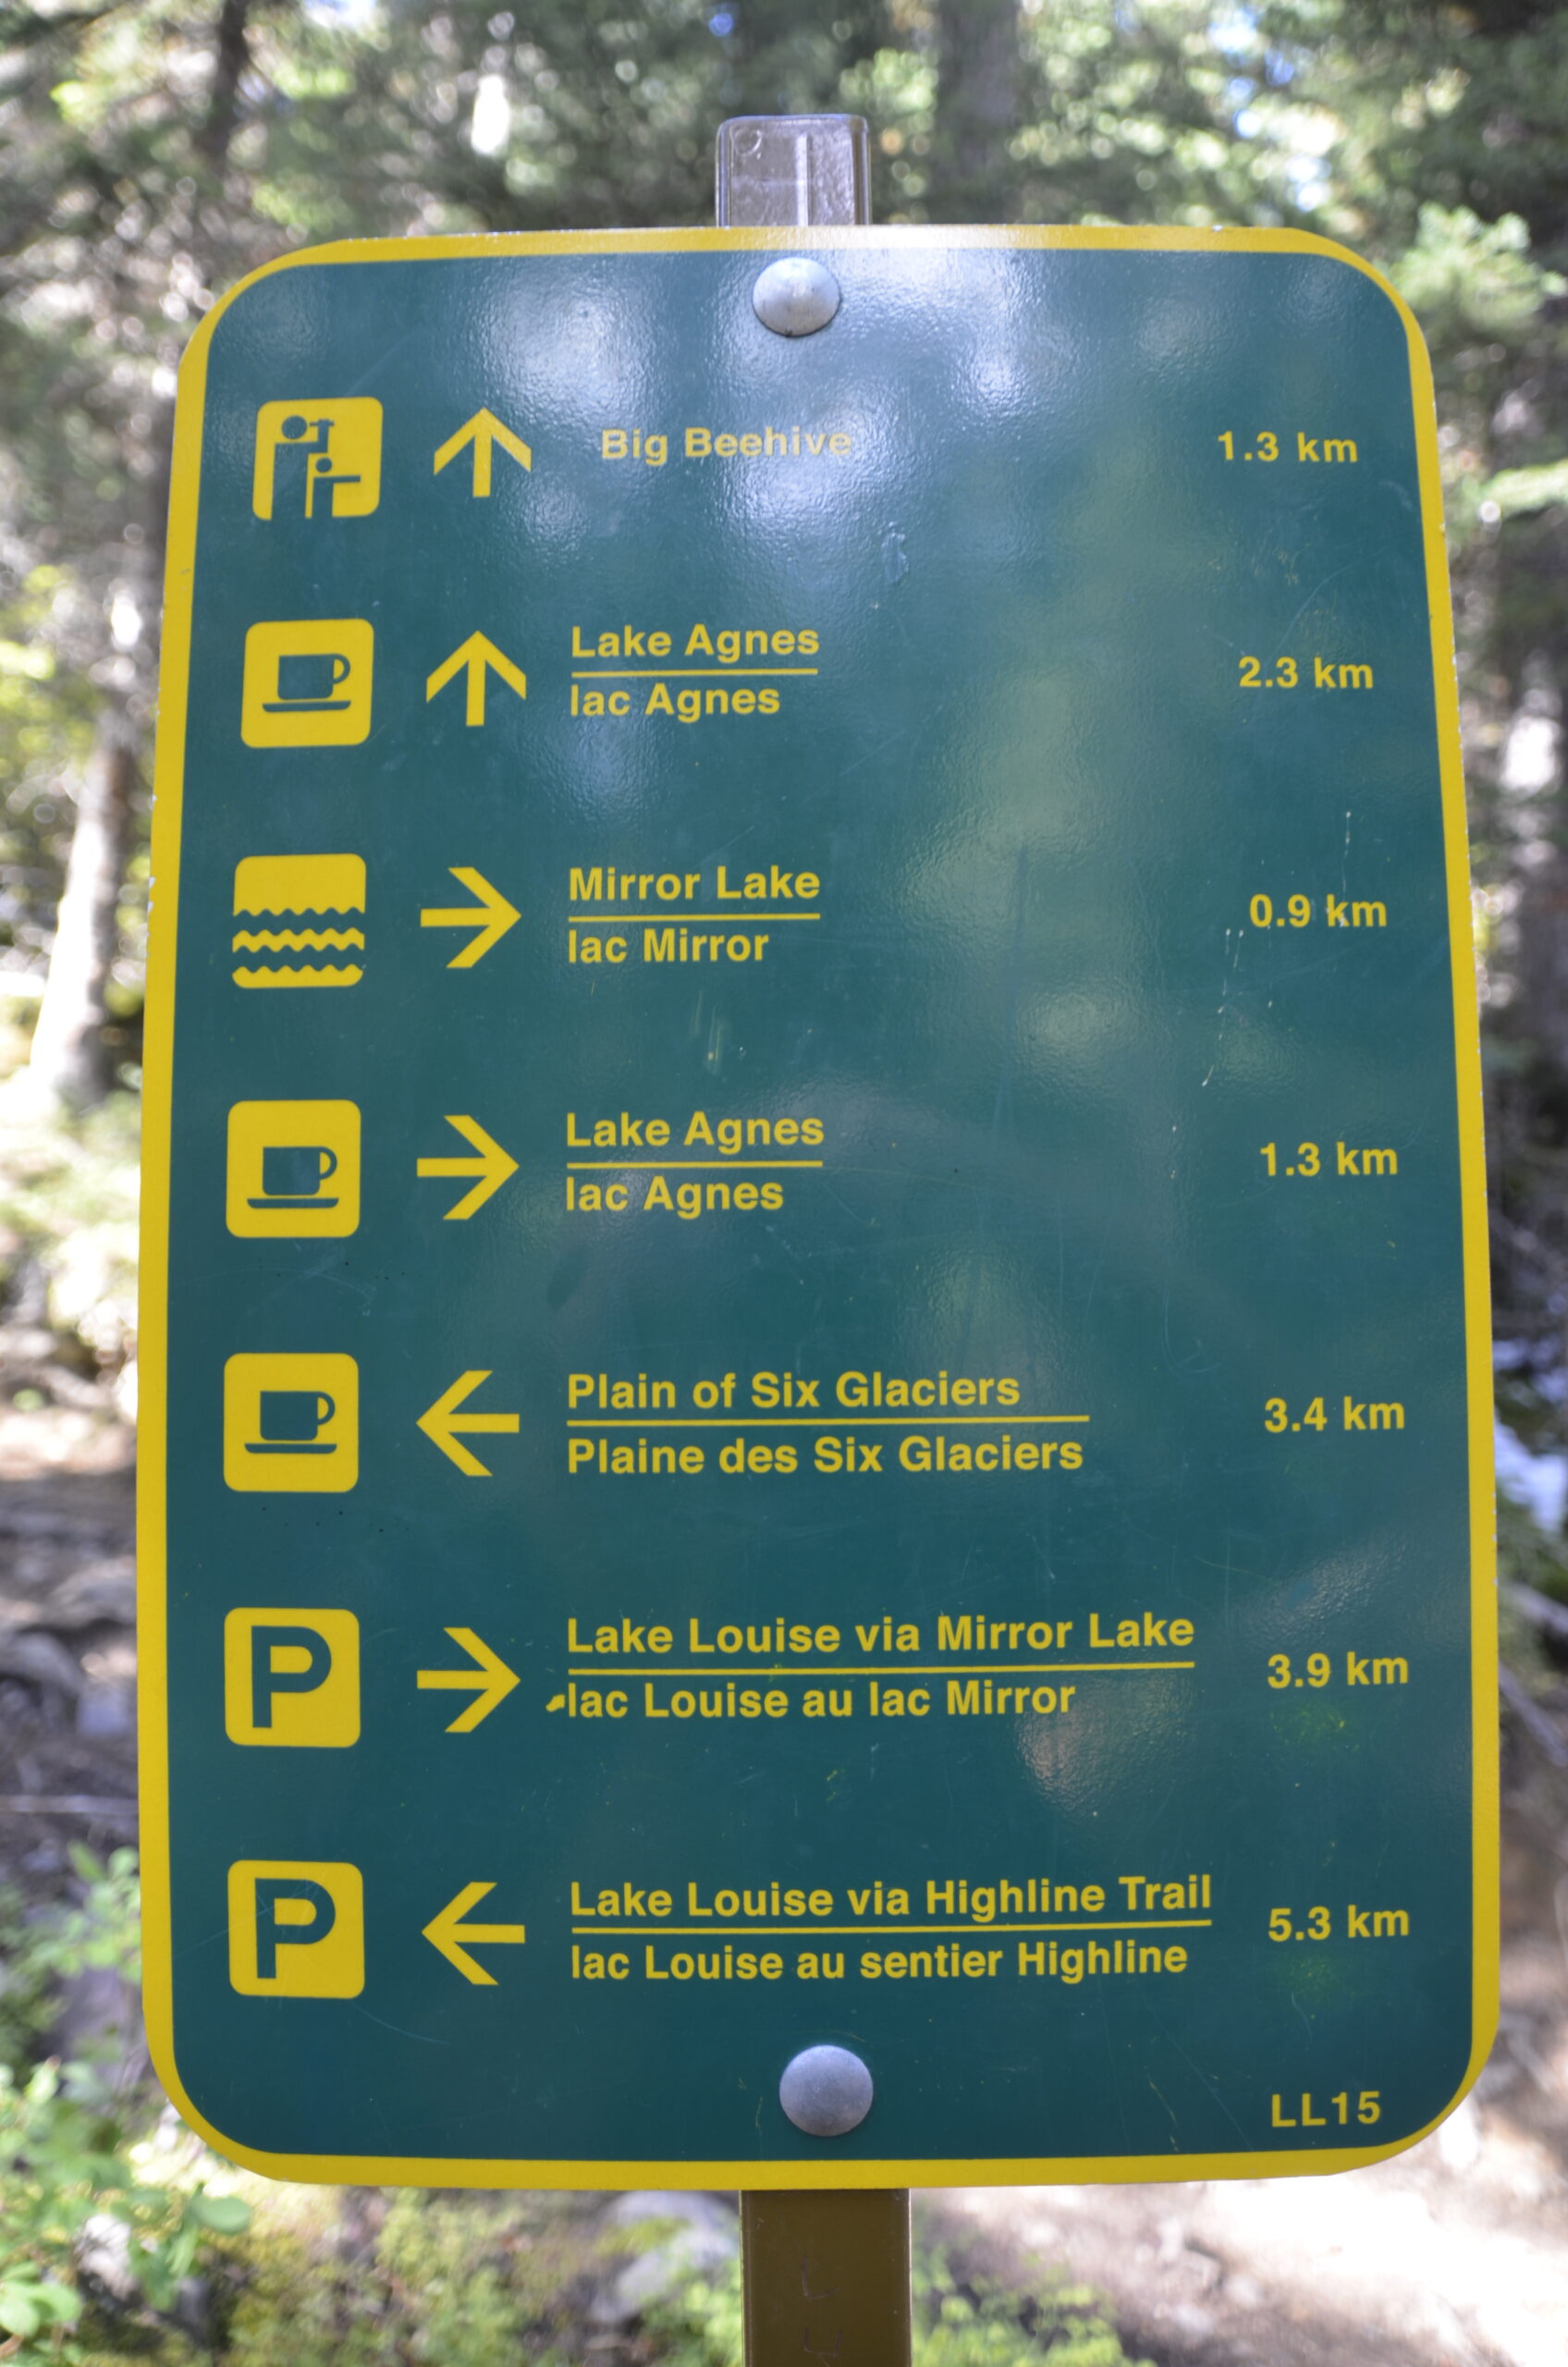 Big Beehive 1.3 km
Lake Agnes
lac Agnes 2.3 km
Mirror Lake
lac Mirror 0.9 km
Lake Agnes
lac Agnes 1.3 km
Plain of Six Glaciers
Plaine des Six Glaciers 3.4 km
P Lake Louise via Mirror Lake
lac Louise au lac Mirror 3.9 km
P Lake Louise via Highline Trail
lac Louise au sentier Highline 5.3 km
LL15